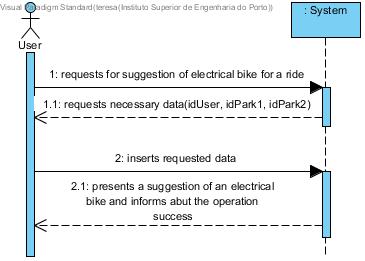 Visual Paradigm Standard(teresa(Instituto Superior de Engenharia do Porto))
: System
User
1: requests for suggestion of electrical bike for a ride
1.1: requests necessary data(idUser, idPark1, idPark2)
2: inserts requested data
2.1: presents a suggestion of an electrical
bike and informs abut the operation
success